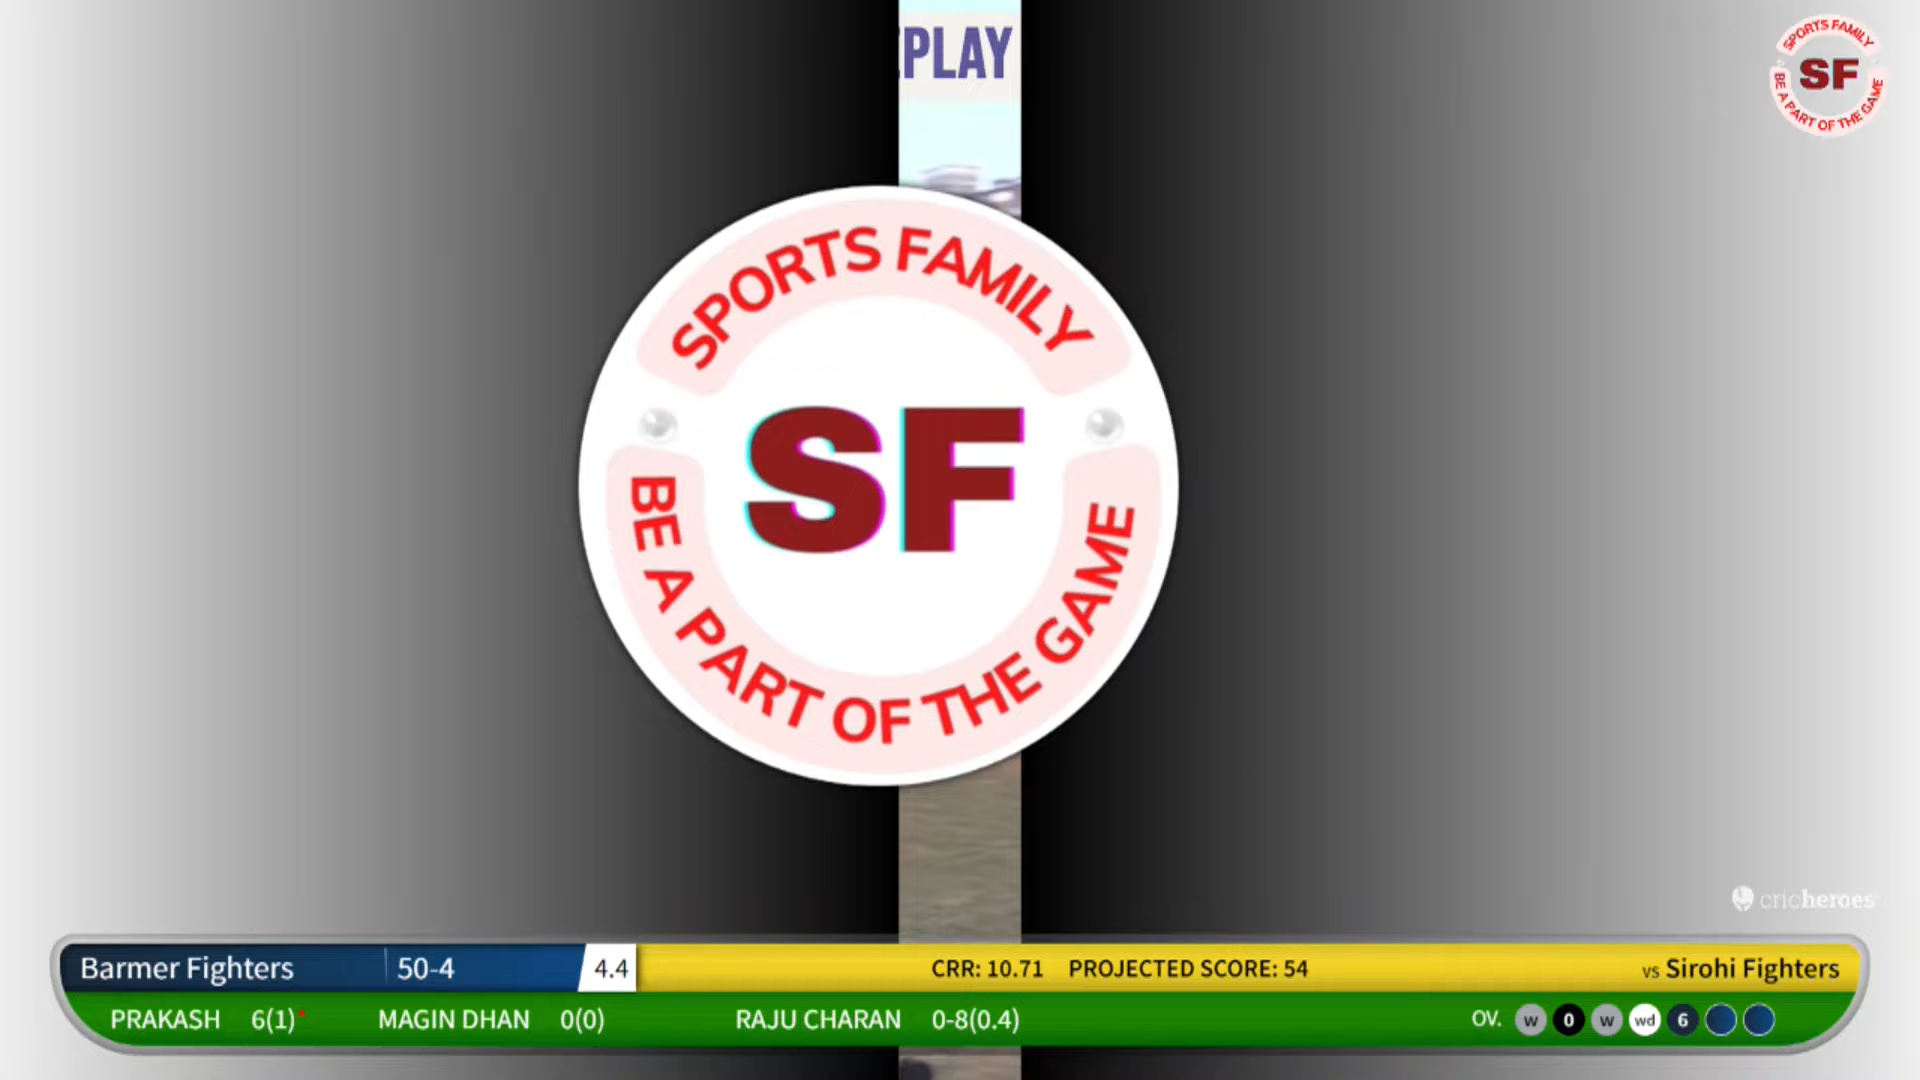 PLAY
SPORTS FAMILY
SF
BE A PART OF THE GAME
SPORTS FAMILY
SF
BE A PART OF THE GAME
cricheroes
Barmer Fighters 50-4 4.4 CRR: 10.71 PROJECTED SCORE: 54 vs Sirohi Fighters
PRAKASH 6(1)* MAGIN DHAN 0(0) RAJU CHARAN 0-8(0.4) OV. w 0 w wd 6